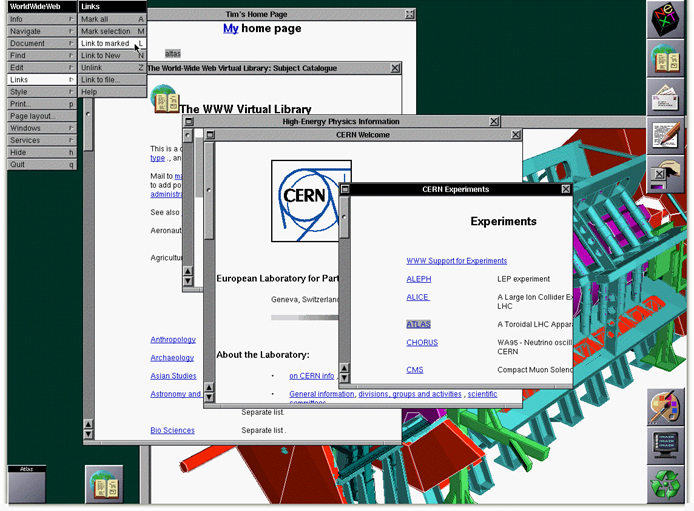 WorldWideWeb
Info
Navigate
Document
Find
Edit
Links
Style
Print... p
Page layout...
Windows
Services
Hide h
Quit q
Links
Mark all A
Mark selection M
Link to marked L
Link to New N
Unlink Z
Link to file...
Help
Tim's Home Page
My home page
atlas
The World-Wide Web Virtual Library: Subject Catalogue
The WWW Virtual Library
This is a
type ., an
Mail to
to add po
administr
See also
Aeronaut
Agricultur
Anthropology
Archaeology
Asian Studies
Astronomy and
Separate list.
Bio Sciences Separate list .
High-Energy Physics Information
CERN Welcome
CERN
European Laboratory for Part
Geneva, Switzerland
About the Laboratory:
• on CERN info
• General information, divisions, groups and activities , scientific
committees
CERN Experiments
Experiments
WWW Support for Experiments
ALEPH LEP experiment
ALICE A Large Ion Collider E
LHC
ATLAS A Toroidal LHC Appara
CHORUS WA95 - Neutrino oscill
CERN
CMS Compact Muon Soleno
Atlas